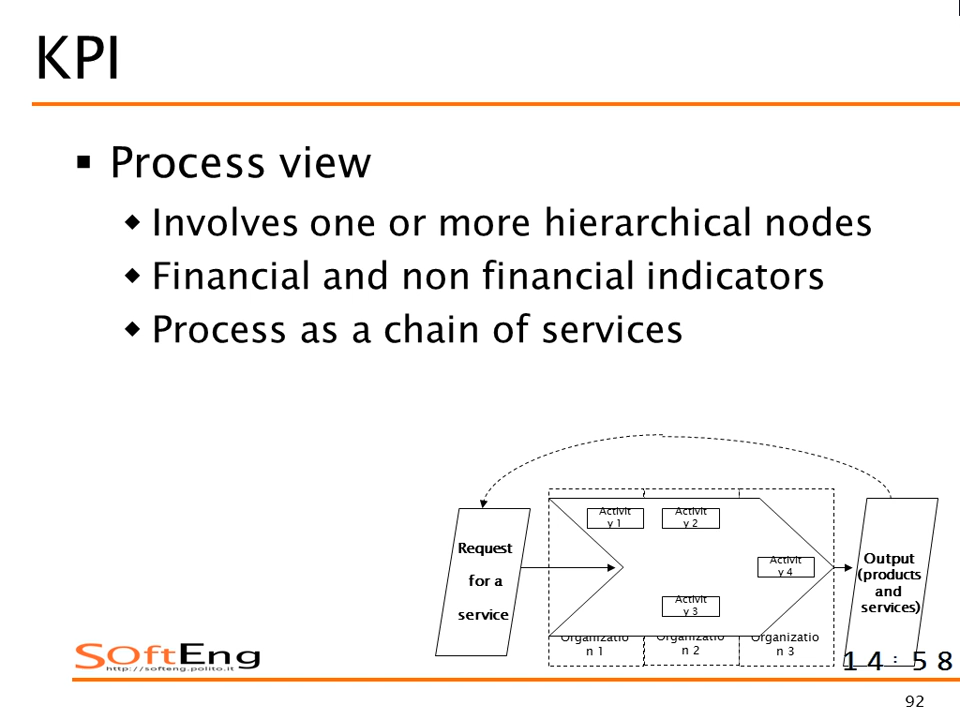 KPI
Process view
Involves one or more hierarchical nodes
Financial and non financial indicators
Process as a chain of services
Request
for a
service
Activit
y 1
Activit
y 2
Activit
y 4
Activit
y 3
Organizatio
n 1
Organizatio
n 2
Organizatio
n 3
Output
(products
and
services)
SOftEng
http://softeng.polito.it
14:58
92